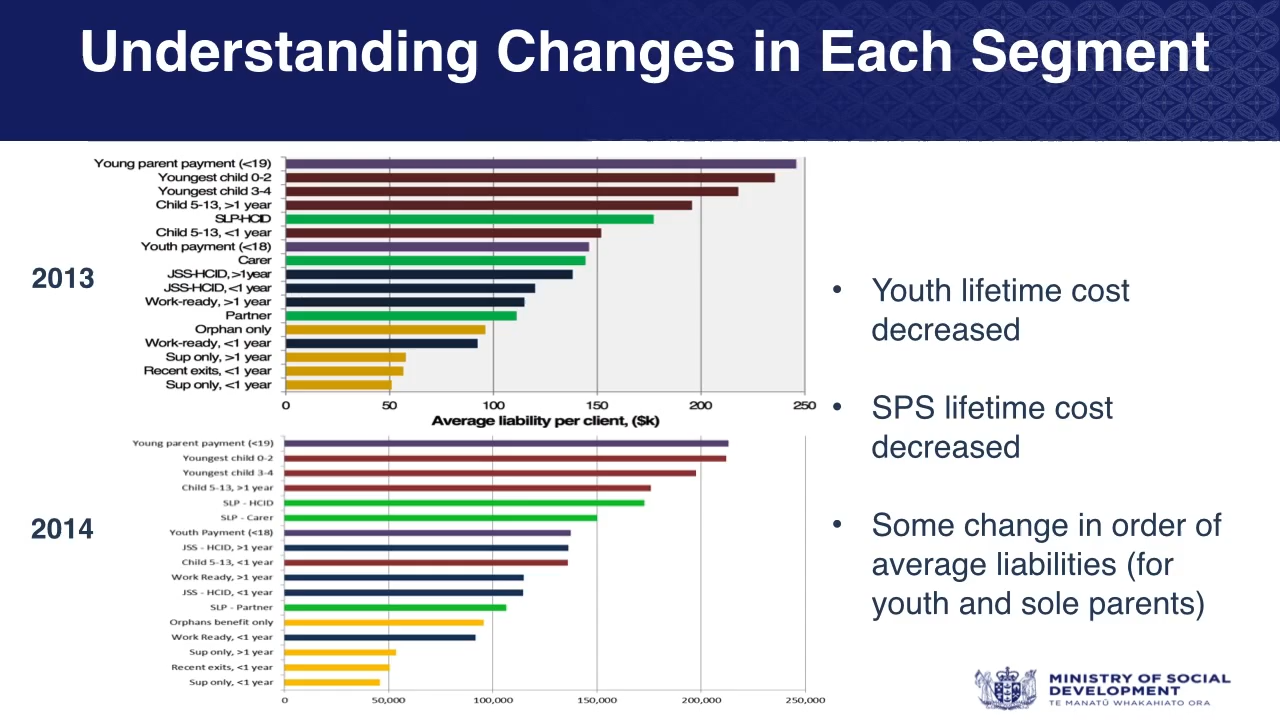 Understanding Changes in Each Segment
2013
Young parent payment (<19)
Youngest child 0-2
Youngest child 3-4
Child 5-13, >1 year
SLP-HCID
Child 5-13, <1 year
Youth payment (<18)
Carer
JSS-HCID, >1year
JSS-HCID, <1 year
Work-ready, >1 year
Partner
Orphan only
Work-ready, <1 year
Sup only, >1 year
Recent exits, <1 year
Sup only, <1 year
0 50 100 150 200 250
Average liability per client, ($k)
2014
Young parent payment (<19)
Youngest child 0-2
Youngest child 3-4
Child 5-13, >1 year
SLP - HCID
SLP - Carer
Youth Payment (<18)
JSS - HCID, >1 year
Child 5-13, <1 year
Work Ready, >1 year
JSS - HCID, <1 year
SLP - Partner
Orphans benefit only
Work Ready, <1 year
Sup only, >1 year
Recent exits, <1 year
Sup only, <1 year
0 50,000 100,000 150,000 200,000 250,000
• Youth lifetime cost
decreased
• SPS lifetime cost
decreased
• Some change in order of
average liabilities (for
youth and sole parents)
MINISTRY OF SOCIAL
DEVELOPMENT
TE MANATŪ WHAKAHIATO ORA